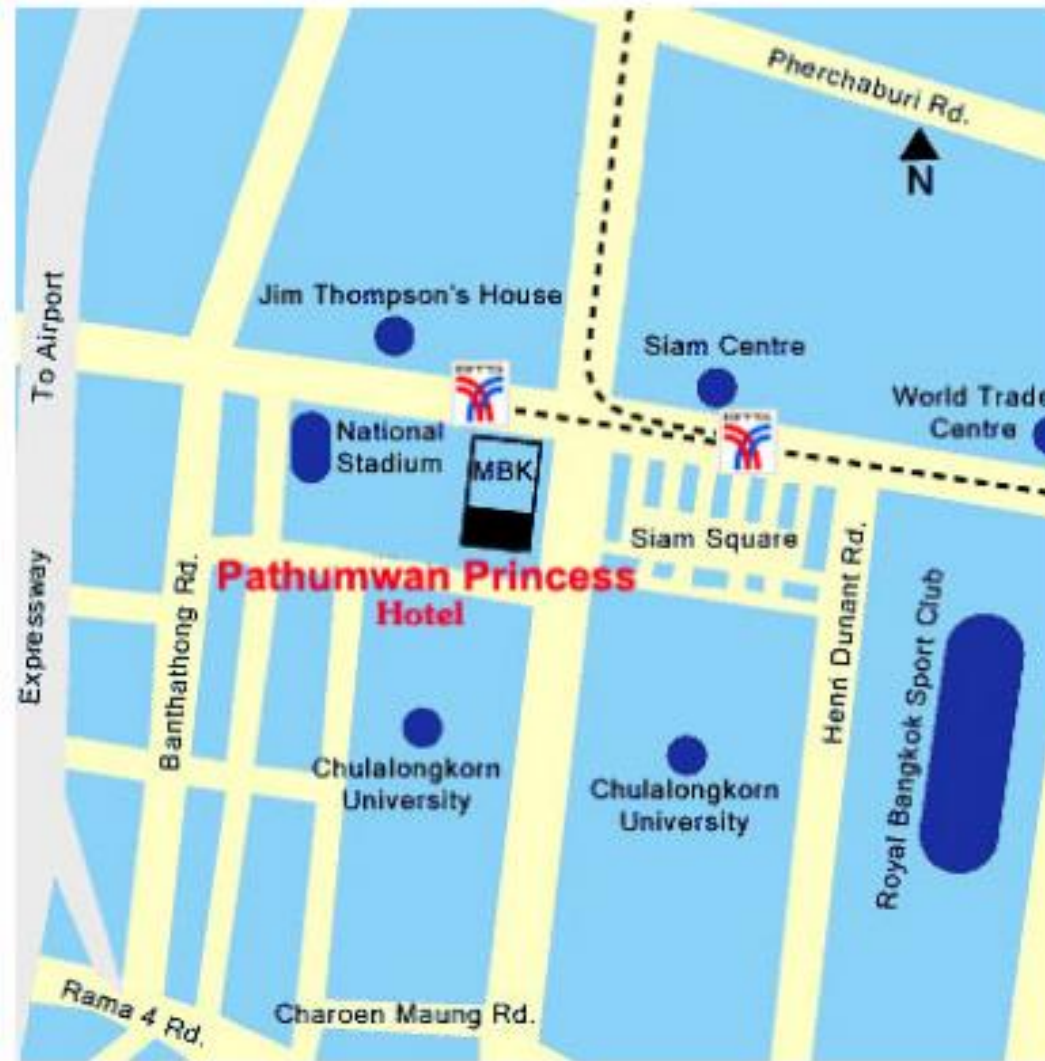 Pherchaburi Rd.
N
To Airport
Jim Thompson's House
Siam Centre
World Trade
Centre
National
Stadium
MBK
Siam Square
Pathumwan Princess
Hotel
Expressway
Banthathong Rd.
Henri Dunant Rd.
Royal Bangkok Sport Club
Chulalongkorn
University
Chulalongkorn
University
Rama 4 Rd.
Charoen Maung Rd.